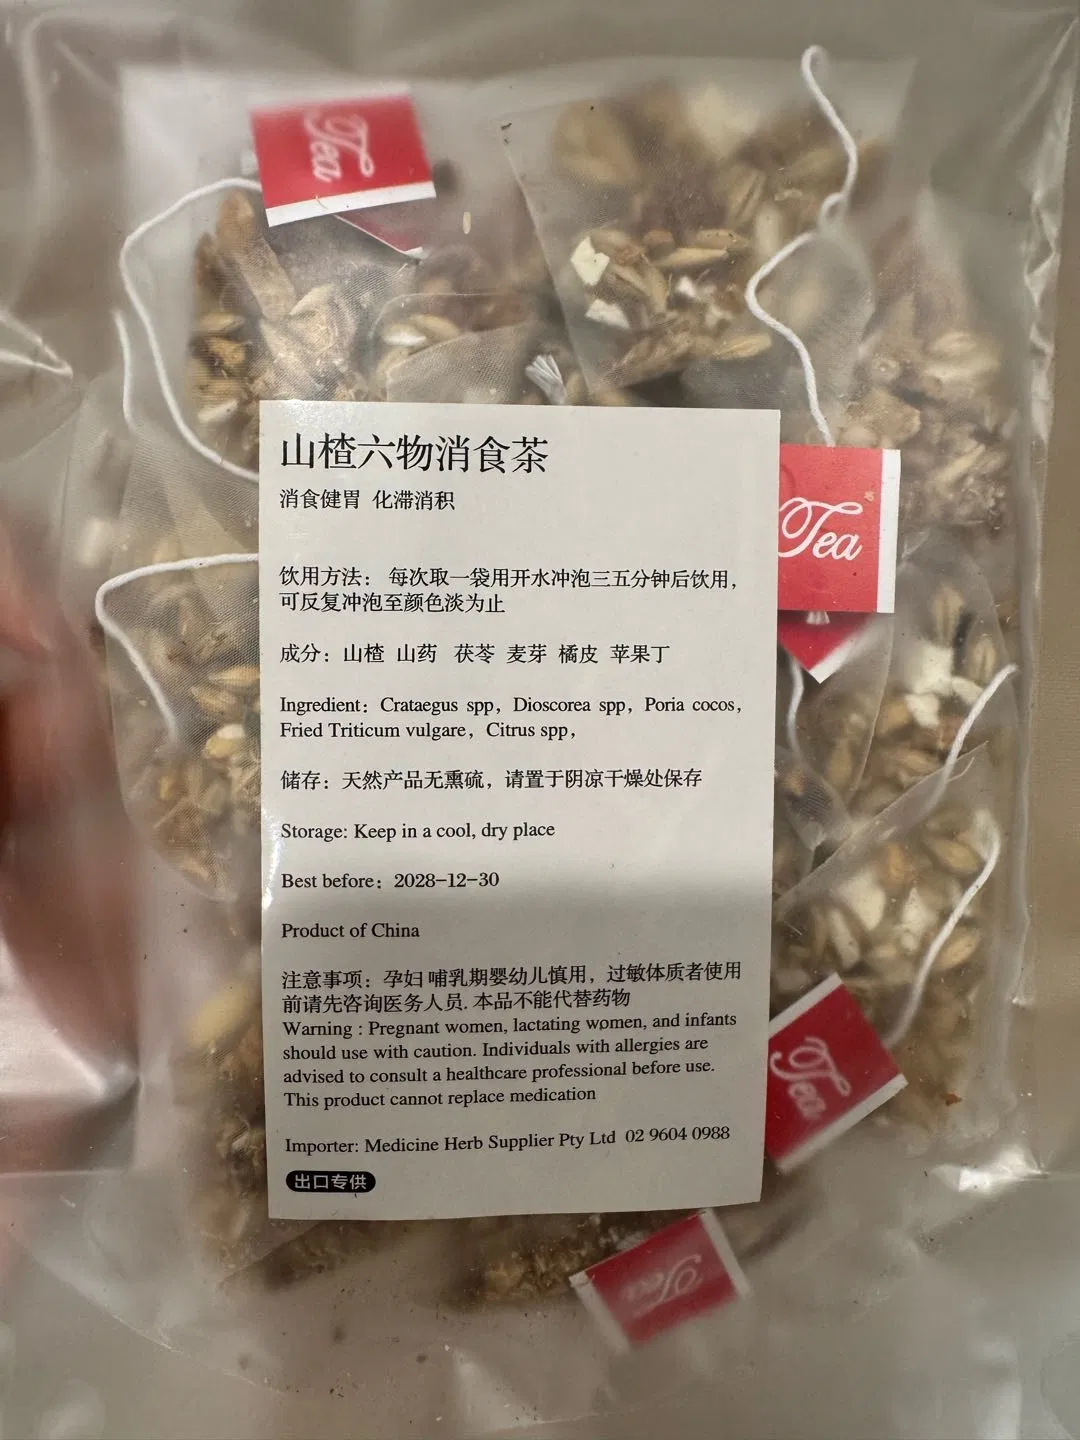 Tea
山楂六物消食茶
消食健胃 化滞消积
Tea
饮用方法： 每次取一袋用开水冲泡三五分钟后饮用，
可反复冲泡至颜色淡为止
成分：山楂 山药 茯苓 麦芽 橘皮 苹果丁
Ingredient：Crataegus spp，Dioscorea spp，Poria cocos，
Fried Triticum vulgare，Citrus spp，
储存：天然产品无熏硫，请置于阴凉干燥处保存
Storage: Keep in a cool, dry place
Best before：2028-12-30
Product of China
注意事项：孕妇 哺乳期婴幼儿慎用，过敏体质者使用
前请先咨询医务人员. 本品不能代替药物
Warning : Pregnant women, lactating women, and infants
should use with caution. Individuals with allergies are
advised to consult a healthcare professional before use.
This product cannot replace medication
Tea
Importer: Medicine Herb Supplier Pty Ltd 02 9604 0988
出口专供
Tea